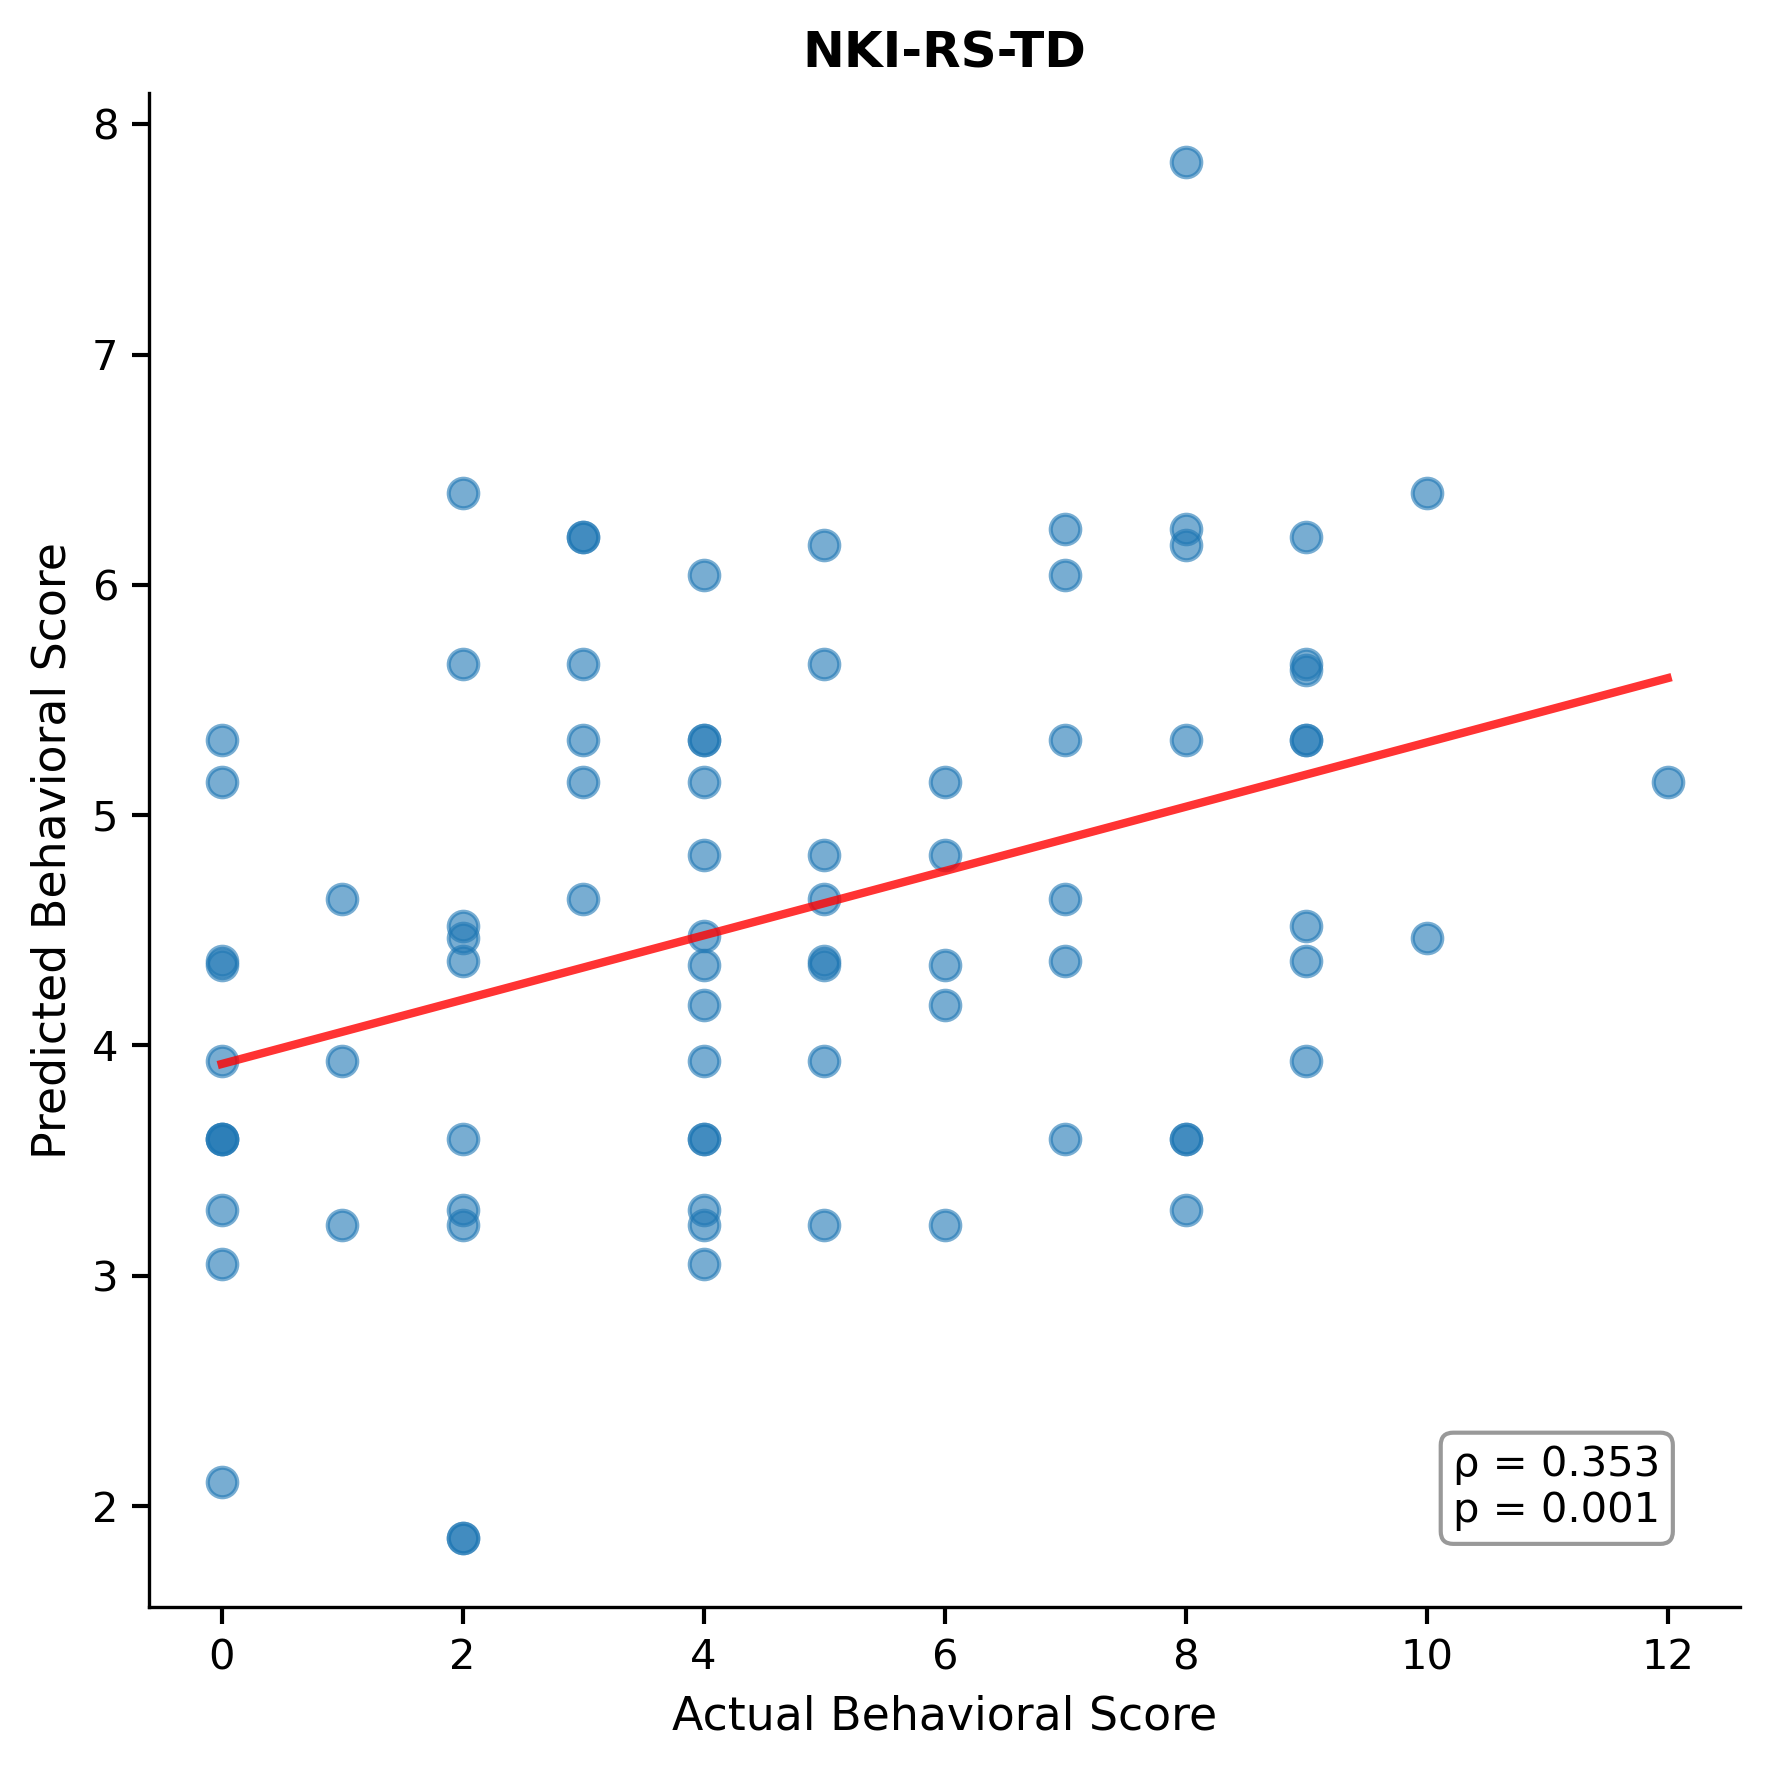 NKI-RS-TD
8
7
6
5
4
3
2
Predicted Behavioral Score
ρ = 0.353
p = 0.001
0 2 4 6 8 10 12
Actual Behavioral Score